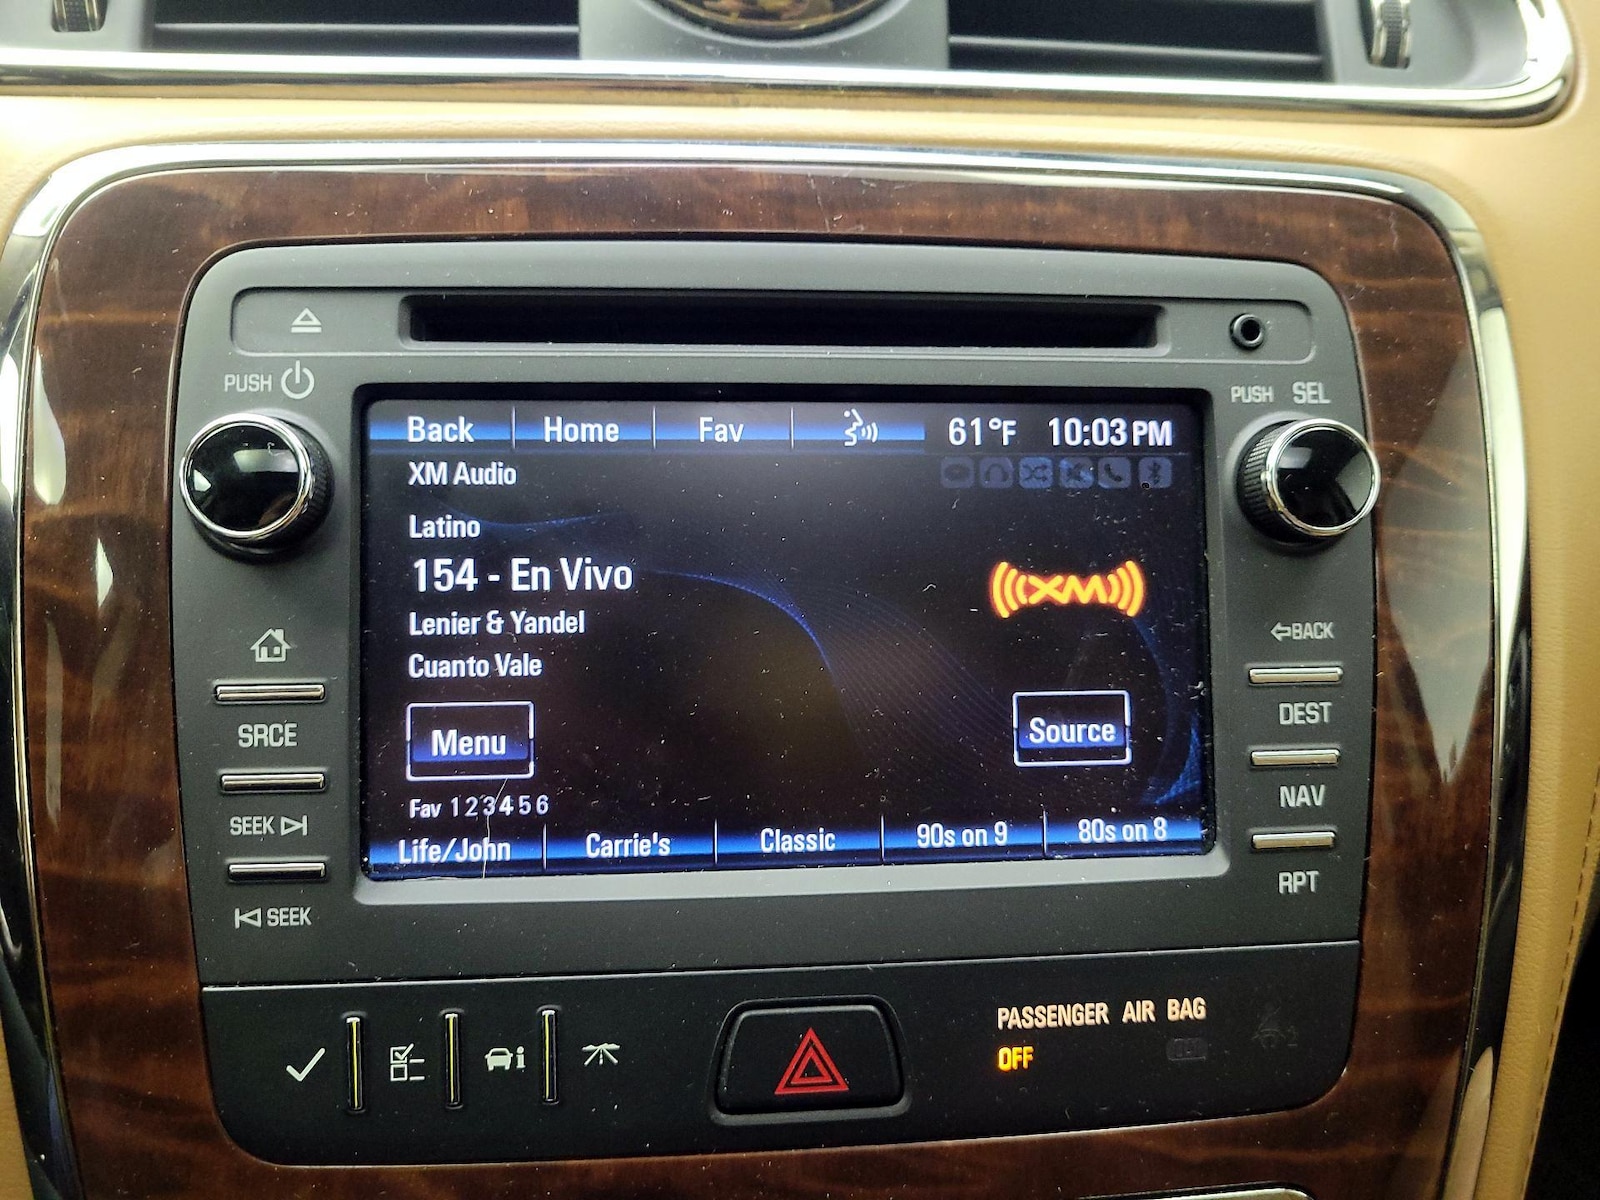 PUSH
PUSH SEL
Back Home Fav 61°F 10:03 PM
XM Audio
Latino
154 - En Vivo
((XM))
Lenier & Yandel
Cuanto Vale
Menu
Source
Fav 1 2 3 4 5 6
Life/John Carrie's Classic 90s on 9 80s on 8
SRCE
SEEK
SEEK
BACK
DEST
NAV
RPT
PASSENGER AIR BAG
OFF